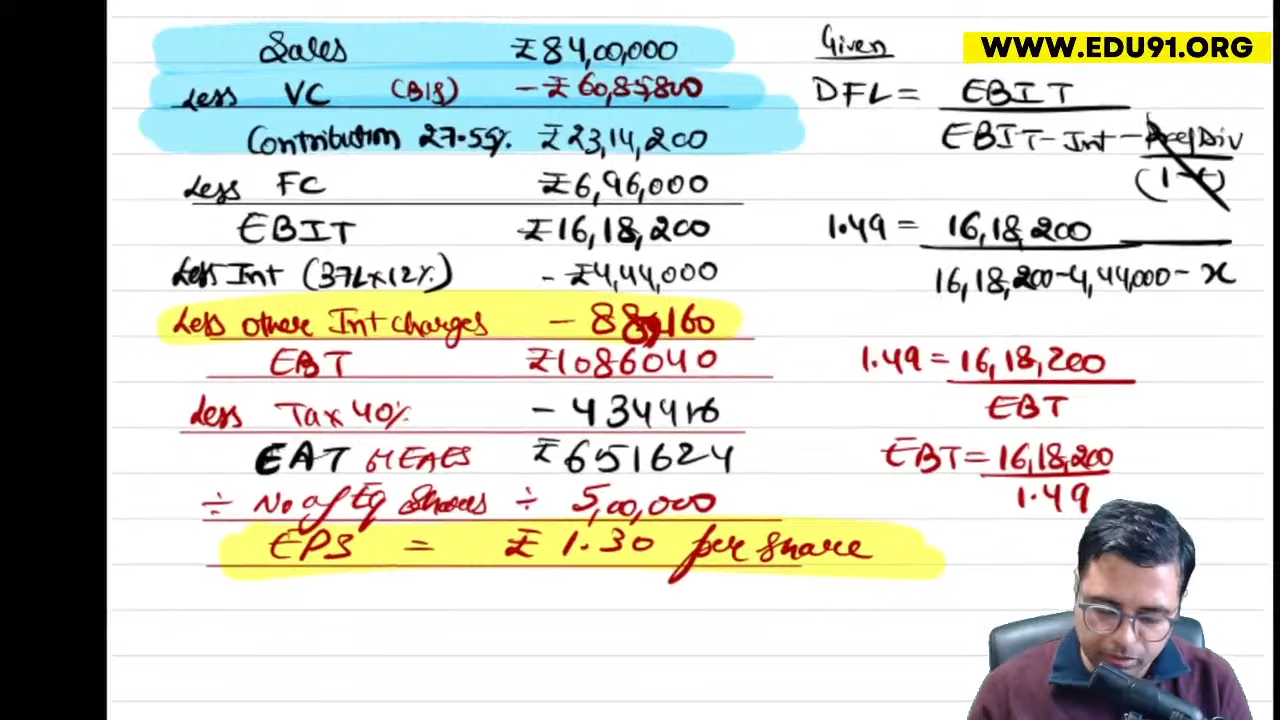 Sales ₹84,00,000
Less VC (B/S) - ₹60,85,800
Contribution 27.55% ₹23,14,200
Less FC ₹6,96,000
EBIT ₹16,18,200
Less Int (37L×12%) - ₹4,44,000
Less other Int charges - 88,160
EBT ₹1086040
Less Tax 40% - 434416
EAT ₹651624
÷ No of Eq Shares ÷ 5,00,000
EPS = ₹1.30 per share
Given
WWW.EDU91.ORG
DFL = EBIT
EBIT - Int - Pref Div
(1-t)
1.49 = 16,18,200
16,18,200-4,44,000-x
1.49 = 16,18,200
EBT
EBT = 16,18,200
1.49